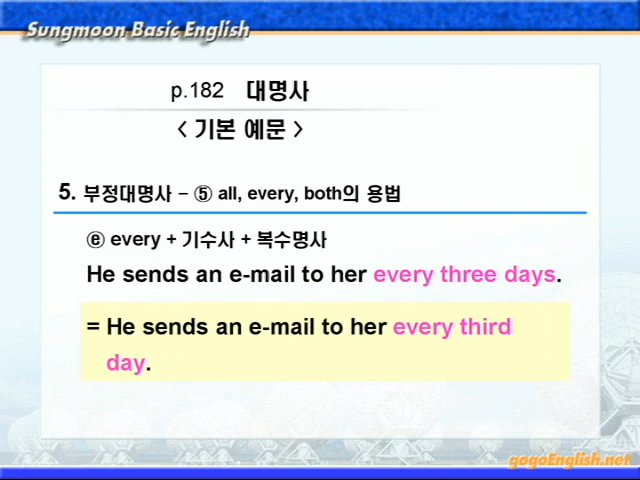 Sungmoon Basic English
p.182 대명사
< 기본 예문 >
5. 부정대명사 – ⑤ all, every, both의 용법
ⓔ every + 기수사 + 복수명사
He sends an e-mail to her every three days.
= He sends an e-mail to her every third
day.
gogoEnglish.net